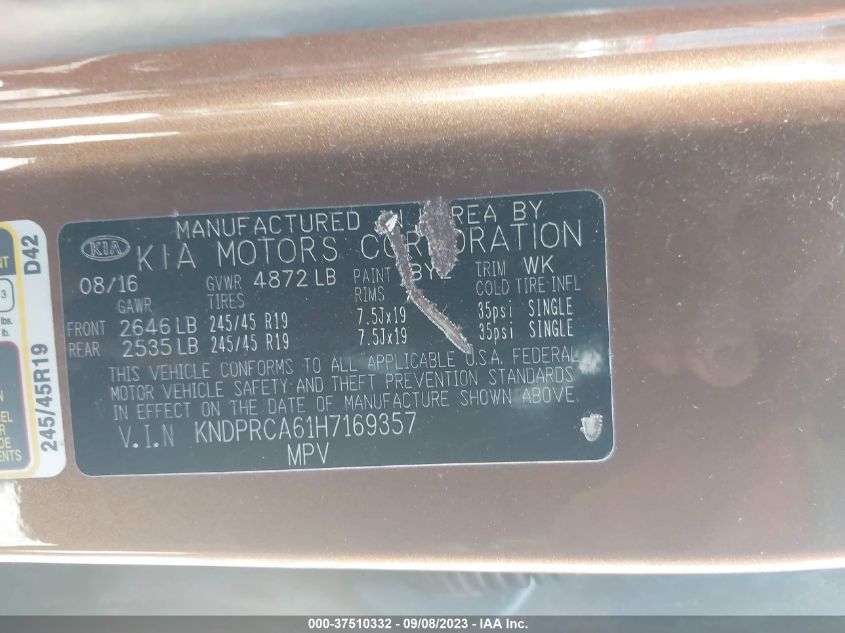 MANUFACTURED IN KOREA BY
KIA KIA MOTORS CORPORATION
08/16 GVWR 4872 LB PAINT TRIM WK
GAWR TIRES RIMS COLD TIRE INFL
FRONT 2646 LB 245/45 R19 7.5Jx19 35psi SINGLE
REAR 2535 LB 245/45 R19 7.5Jx19 35psi SINGLE
THIS VEHICLE CONFORMS TO ALL APPLICABLE U.S.A. FEDERAL
MOTOR VEHICLE SAFETY AND THEFT PREVENTION STANDARDS
IN EFFECT ON THE DATE OF MANUFACTURE SHOWN ABOVE.
V.I.N KNDPRCA61H7169357
MPV
D42
245/45R19
000-37510332 - 09/08/2023 - IAA Inc.